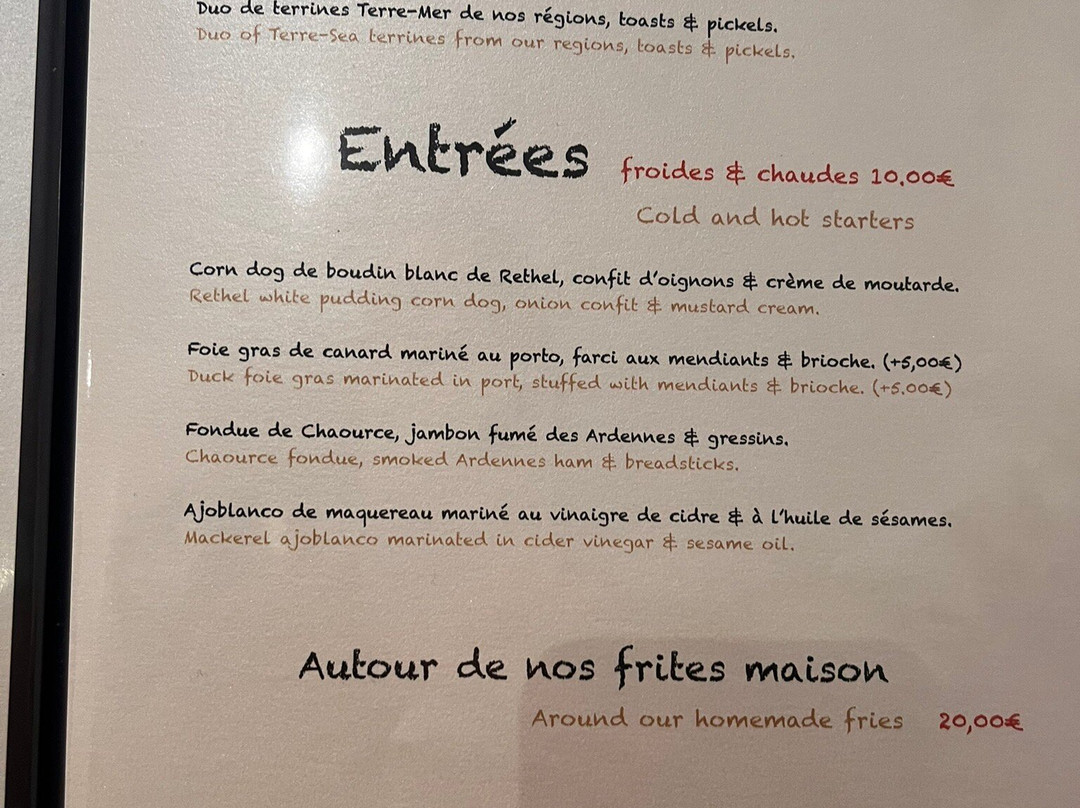 Duo de terrines Terre-Mer de nos régions, toasts & pickels.
Duo of Terre-Sea terrines from our regions, toasts & pickels.
Entrées froides & chaudes 10,00€
Cold and hot starters
Corn dog de boudin blanc de Rethel, confit d'oignons & crème de moutarde.
Rethel white pudding corn dog, onion confit & mustard cream.
Foie gras de canard mariné au porto, farci aux mendiants & brioche. (+5,00€)
Duck foie gras marinated in port, stuffed with mendiants & brioche. (+5.00€)
Fondue de Chaource, jambon fumé des Ardennes & gressins.
Chaource fondue, smoked Ardennes ham & breadsticks.
Ajoblanco de maquereau mariné au vinaigre de cidre & à l'huile de sésames.
Mackerel ajoblanco marinated in cider vinegar & sesame oil.
Autour de nos frites maison
Around our homemade fries 20,00€